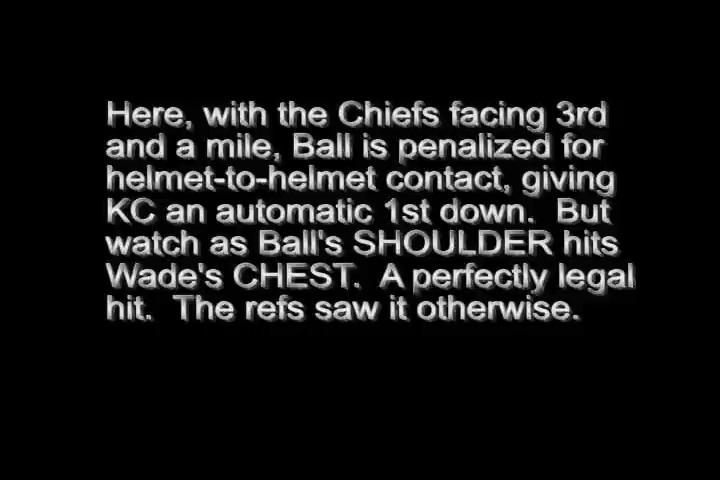 Here, with the Chiefs facing 3rd
and a mile, Ball is penalized for
helmet-to-helmet contact, giving
KC an automatic 1st down.  But
watch as Ball's SHOULDER hits
Wade's CHEST.  A perfectly legal
hit.  The refs saw it otherwise.